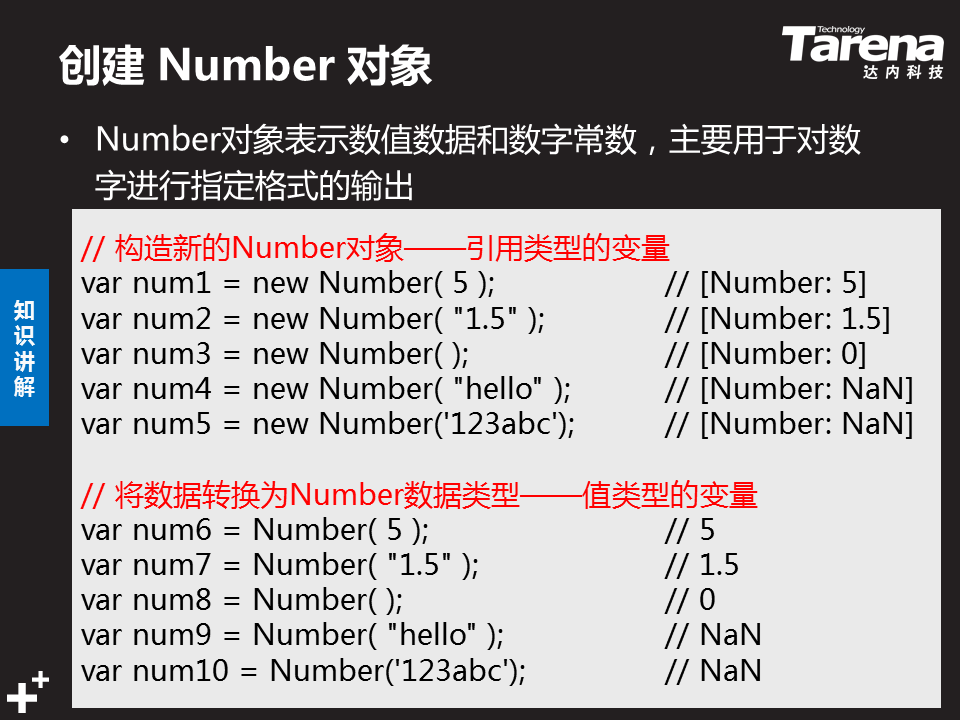 创建 Number 对象
Technology
Tarena
达内科技
• Number对象表示数值数据和数字常数，主要用于对数
字进行指定格式的输出
知识讲解
// 构造新的Number对象——引用类型的变量
var num1 = new Number( 5 ); // [Number: 5]
var num2 = new Number( "1.5" ); // [Number: 1.5]
var num3 = new Number( ); // [Number: 0]
var num4 = new Number( "hello" ); // [Number: NaN]
var num5 = new Number('123abc'); // [Number: NaN]
// 将数据转换为Number数据类型——值类型的变量
var num6 = Number( 5 ); // 5
var num7 = Number( "1.5" ); // 1.5
var num8 = Number( ); // 0
var num9 = Number( "hello" ); // NaN
var num10 = Number('123abc'); // NaN